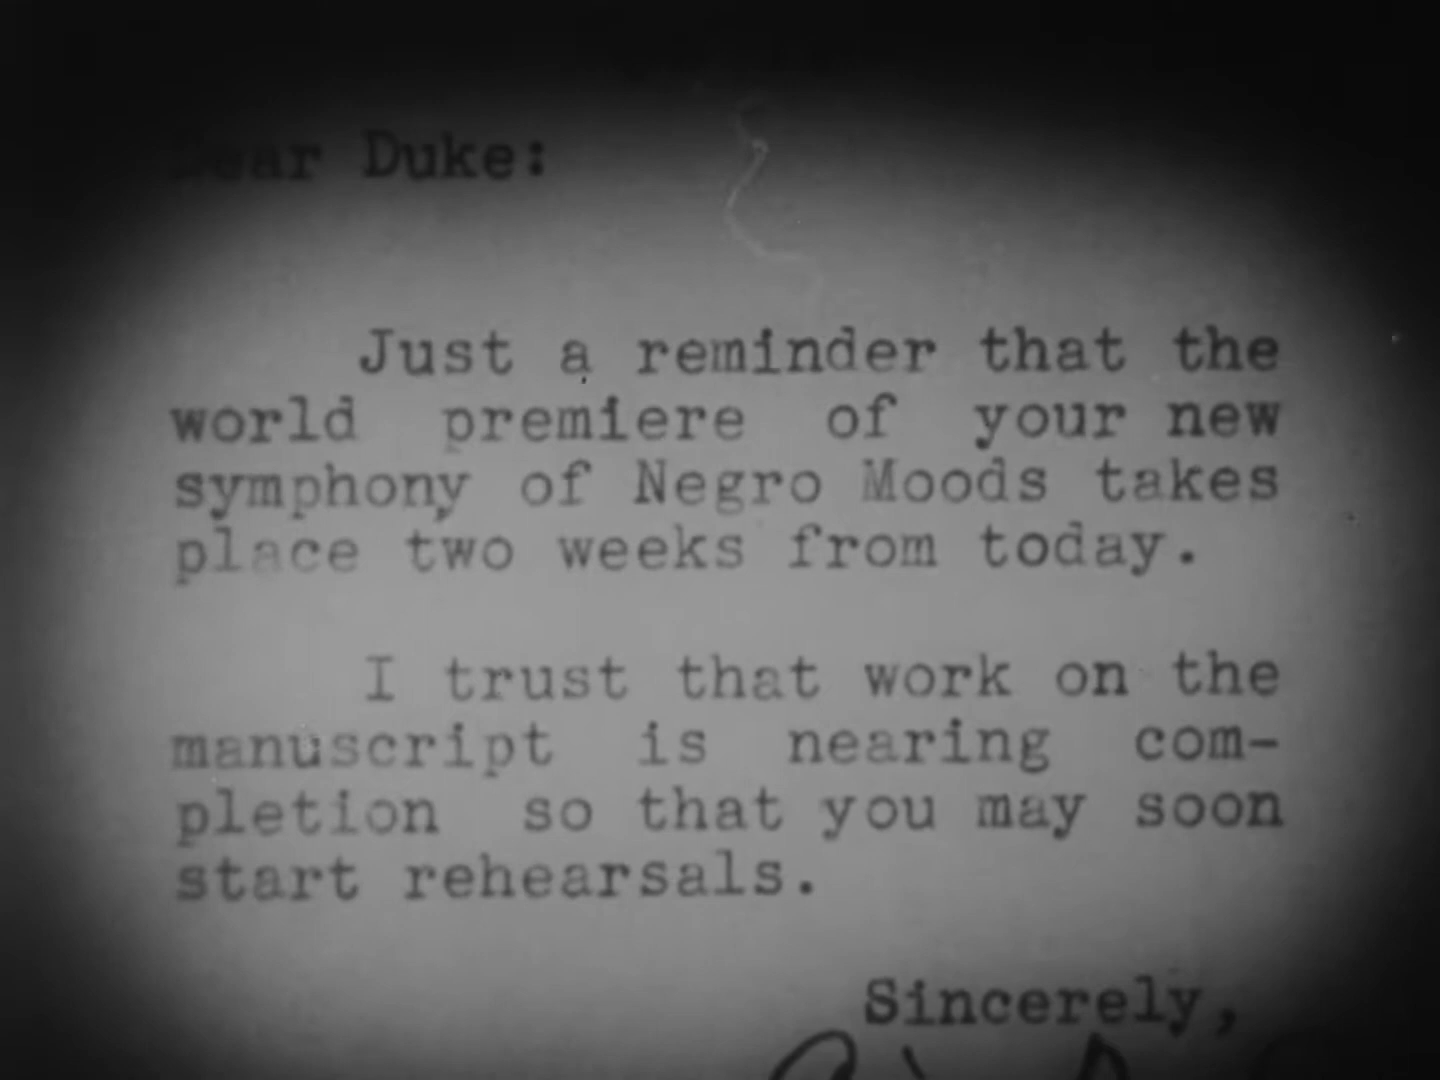 Dear Duke:
Just a reminder that the
world premiere of your new
symphony of Negro Moods takes
place two weeks from today.
I trust that work on the
manuscript is nearing com-
pletion so that you may soon
start rehearsals.
Sincerely,